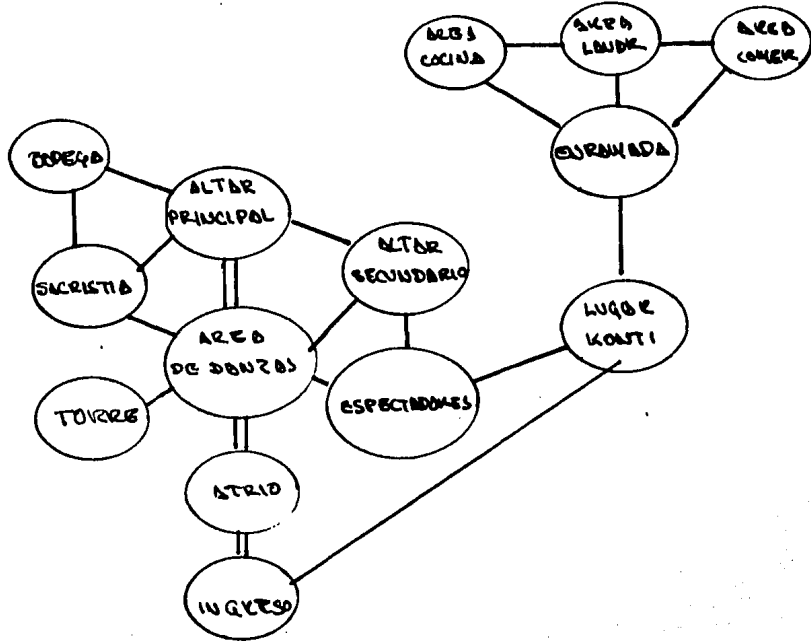 AREA
COCINA
AREA
LAVAR
AREA
COMER
ENRAMADA
BODEGA
ALTAR
PRINCIPAL
ALTAR
SECUNDARIO
SACRISTIA
LUGAR
KONTI
AREA
DE DANZAS
ESPECTADORES
TORRE
ATRIO
INGRESO